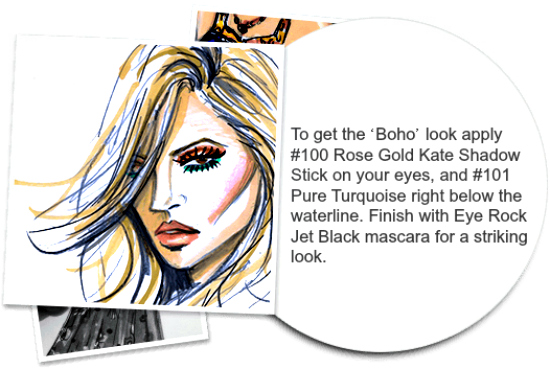 To get the ‘Boho’ look apply
#100 Rose Gold Kate Shadow
Stick on your eyes, and #101
Pure Turquoise right below the
waterline. Finish with Eye Rock
Jet Black mascara for a striking
look.